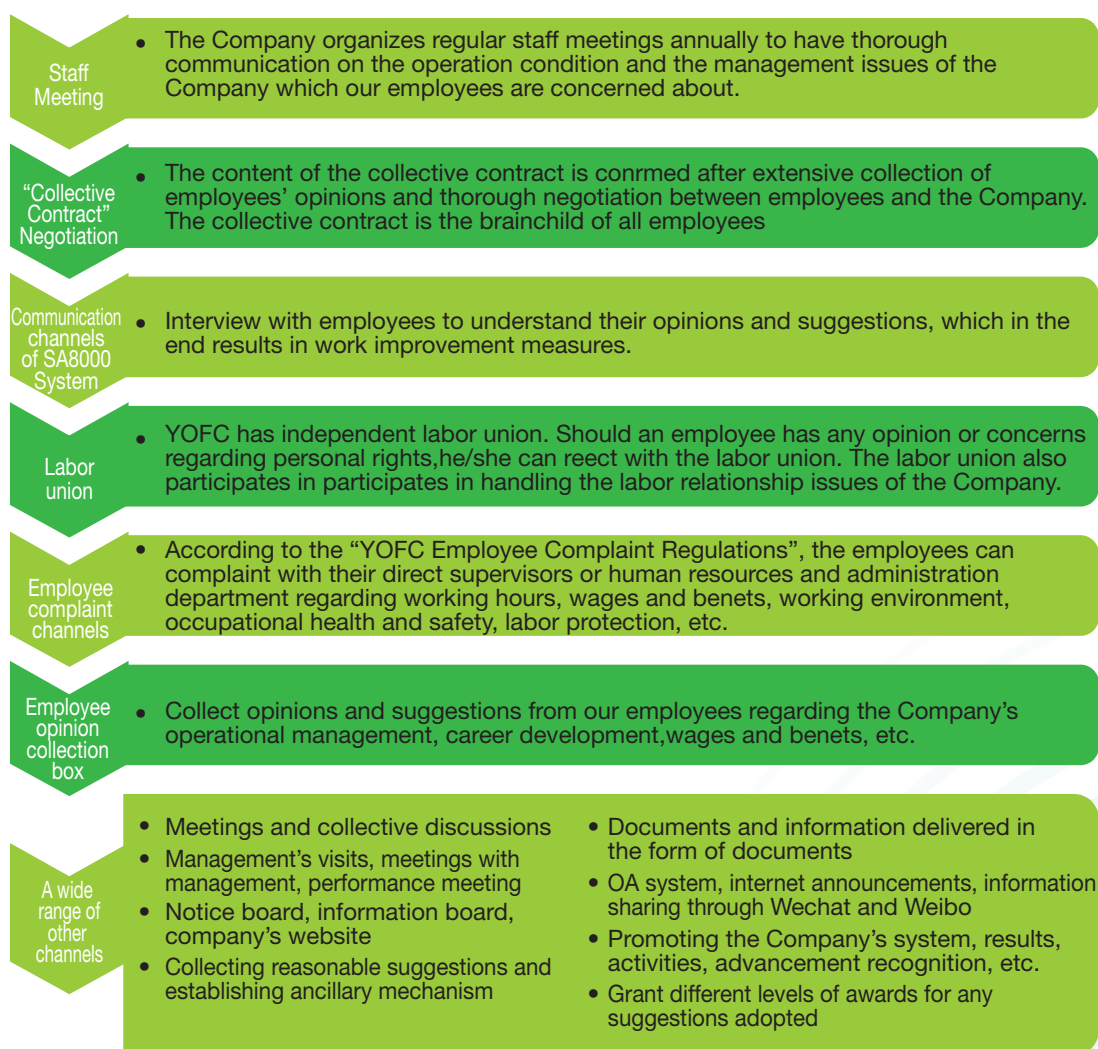 Staff
Meeting
• The Company organizes regular staff meetings annually to have thorough
communication on the operation condition and the management issues of the
Company which our employees are concerned about.
“Collective
Contract”
Negotiation
• The content of the collective contract is conrmed after extensive collection of
employees’ opinions and thorough negotiation between employees and the Company.
The collective contract is the brainchild of all employees
Communication
channels
of SA8000
System
• Interview with employees to understand their opinions and suggestions, which in the
end results in work improvement measures.
Labor
union
• YOFC has independent labor union. Should an employee has any opinion or concerns
regarding personal rights,he/she can reect with the labor union. The labor union also
participates in participates in handling the labor relationship issues of the Company.
Employee
complaint
channels
• According to the “YOFC Employee Complaint Regulations”, the employees can
complaint with their direct supervisors or human resources and administration
department regarding working hours, wages and benets, working environment,
occupational health and safety, labor protection, etc.
Employee
opinion
collection
box
• Collect opinions and suggestions from our employees regarding the Company’s
operational management, career development,wages and benets, etc.
A wide
range of
other
channels
• Meetings and collective discussions
• Management’s visits, meetings with
management, performance meeting
• Notice board, information board,
company’s website
• Collecting reasonable suggestions and
establishing ancillary mechanism
• Documents and information delivered in
the form of documents
• OA system, internet announcements, information
sharing through Wechat and Weibo
• Promoting the Company’s system, results,
activities, advancement recognition, etc.
• Grant different levels of awards for any
suggestions adopted